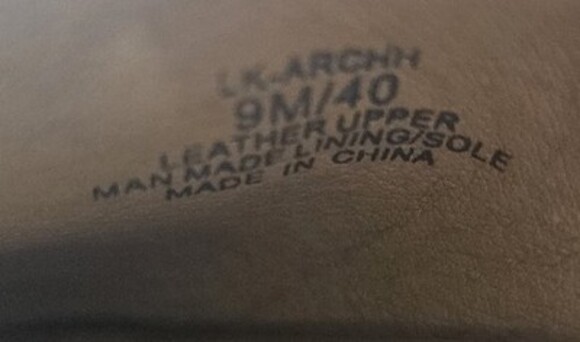 LK-ARCHH
9M/40
LEATHER UPPER
MAN MADE LINING/SOLE
MADE IN CHINA